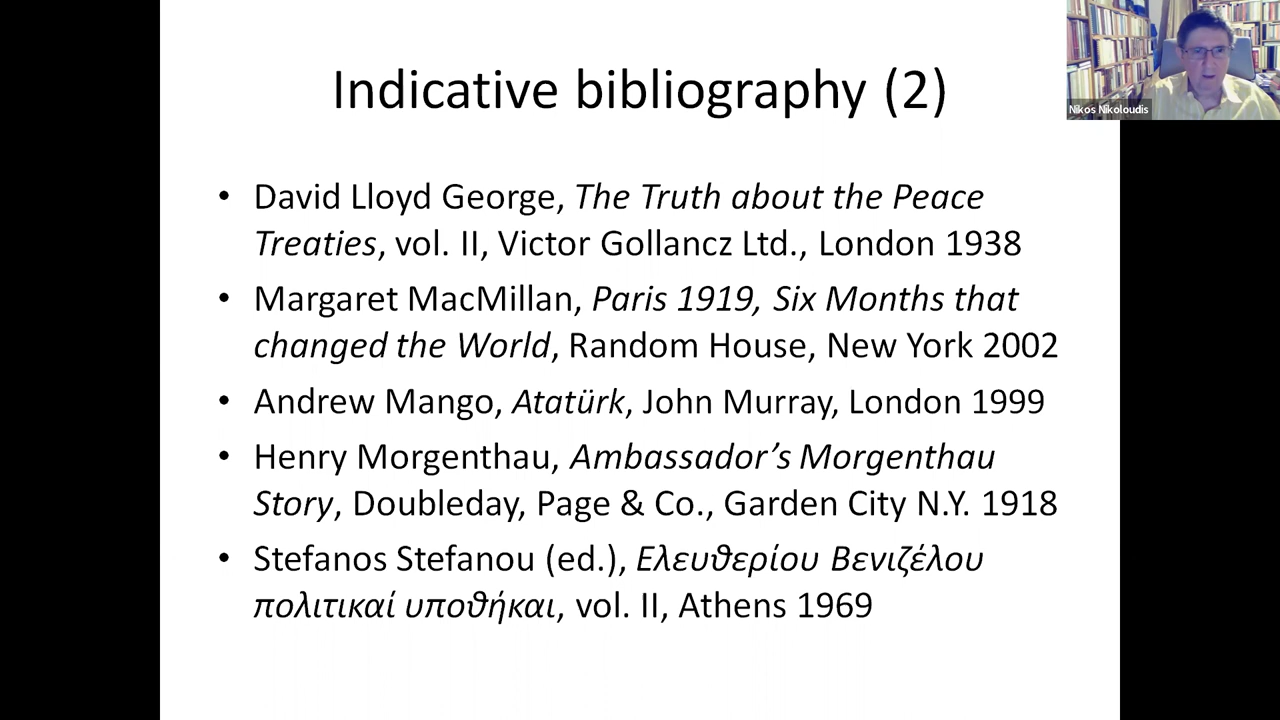 Indicative bibliography (2)
Nikos Nikoloudis
• David Lloyd George, The Truth about the Peace
Treaties, vol. II, Victor Gollancz Ltd., London 1938
• Margaret MacMillan, Paris 1919, Six Months that
changed the World, Random House, New York 2002
• Andrew Mango, Atatürk, John Murray, London 1999
• Henry Morgenthau, Ambassador’s Morgenthau
Story, Doubleday, Page & Co., Garden City N.Y. 1918
• Stefanos Stefanou (ed.), Ελευθερίου Βενιζέλου
πολιτικαί υποθήκαι, vol. II, Athens 1969